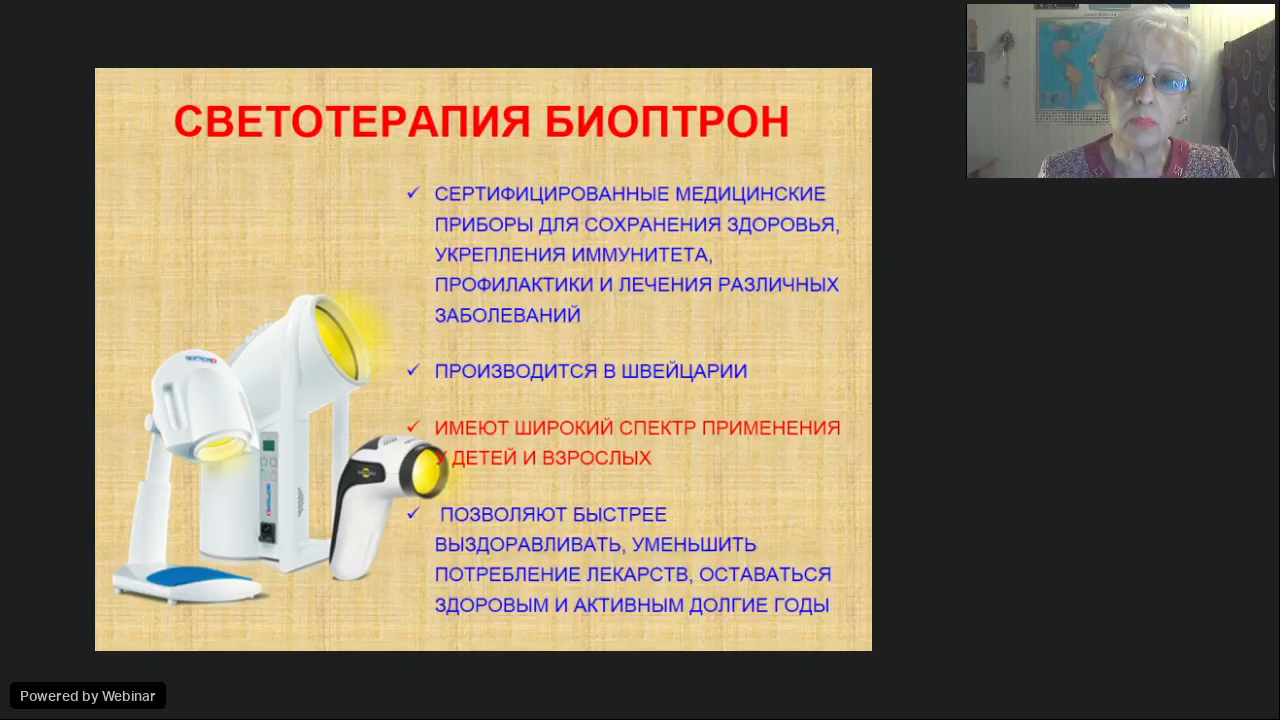 СВЕТОТЕРАПИЯ БИОПТРОН
✓ СЕРТИФИЦИРОВАННЫЕ МЕДИЦИНСКИЕ
ПРИБОРЫ ДЛЯ СОХРАНЕНИЯ ЗДОРОВЬЯ,
УКРЕПЛЕНИЯ ИММУНИТЕТА,
ПРОФИЛАКТИКИ И ЛЕЧЕНИЯ РАЗЛИЧНЫХ
ЗАБОЛЕВАНИЙ
✓ ПРОИЗВОДИТСЯ В ШВЕЙЦАРИИ
✓ ИМЕЮТ ШИРОКИЙ СПЕКТР ПРИМЕНЕНИЯ
У ДЕТЕЙ И ВЗРОСЛЫХ
✓ ПОЗВОЛЯЮТ БЫСТРЕЕ
ВЫЗДОРАВЛИВАТЬ, УМЕНЬШИТЬ
ПОТРЕБЛЕНИЕ ЛЕКАРСТВ, ОСТАВАТЬСЯ
ЗДОРОВЫМ И АКТИВНЫМ ДОЛГИЕ ГОДЫ
Powered by Webinar